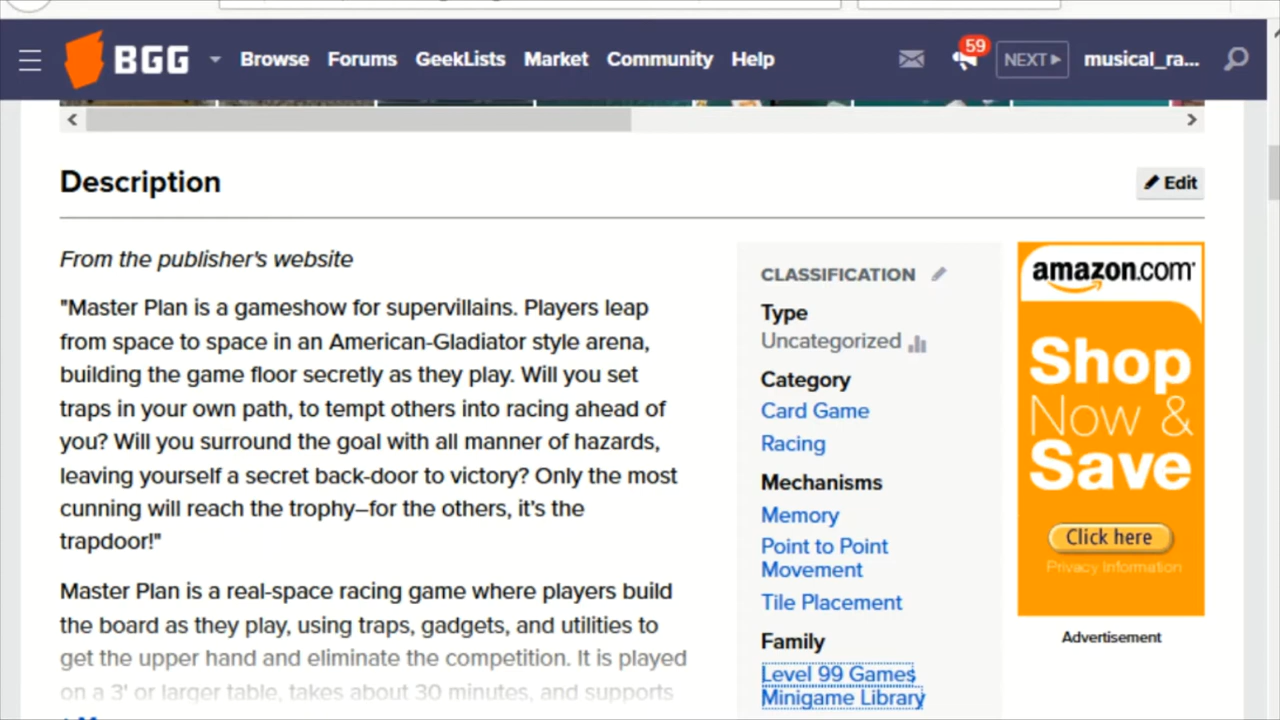 BGG
Browse
Forums
GeekLists
Market
Community
Help
59
NEXT
musical_ra...
Description
Edit
From the publisher's website
"Master Plan is a gameshow for supervillains. Players leap
from space to space in an American-Gladiator style arena,
building the game floor secretly as they play. Will you set
traps in your own path, to tempt others into racing ahead of
you? Will you surround the goal with all manner of hazards,
leaving yourself a secret back-door to victory? Only the most
cunning will reach the trophy–for the others, it's the
trapdoor!"
Master Plan is a real-space racing game where players build
the board as they play, using traps, gadgets, and utilities to
get the upper hand and eliminate the competition. It is played
on a 3' or larger table, takes about 30 minutes, and supports
CLASSIFICATION
Type
Uncategorized
Category
Card Game
Racing
Mechanisms
Memory
Point to Point
Movement
Tile Placement
Family
Level 99 Games
Minigame Library
amazon.com
Shop
Now &
Save
Click here
Privacy Information
Advertisement